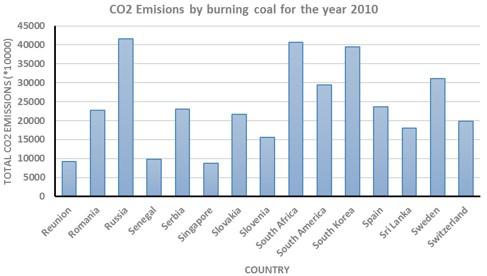 CO2 Emisions by burning coal for the year 2010
TOTAL CO2 EMISSIONS (*10000)
45000
40000
35000
30000
25000
20000
15000
10000
5000
0
Reunion
Romania
Russia
Senegal
Serbia
Singapore
Slovakia
Slovenia
South Africa
South America
South Korea
Spain
Sri Lanka
Sweden
Switzerland
COUNTRY